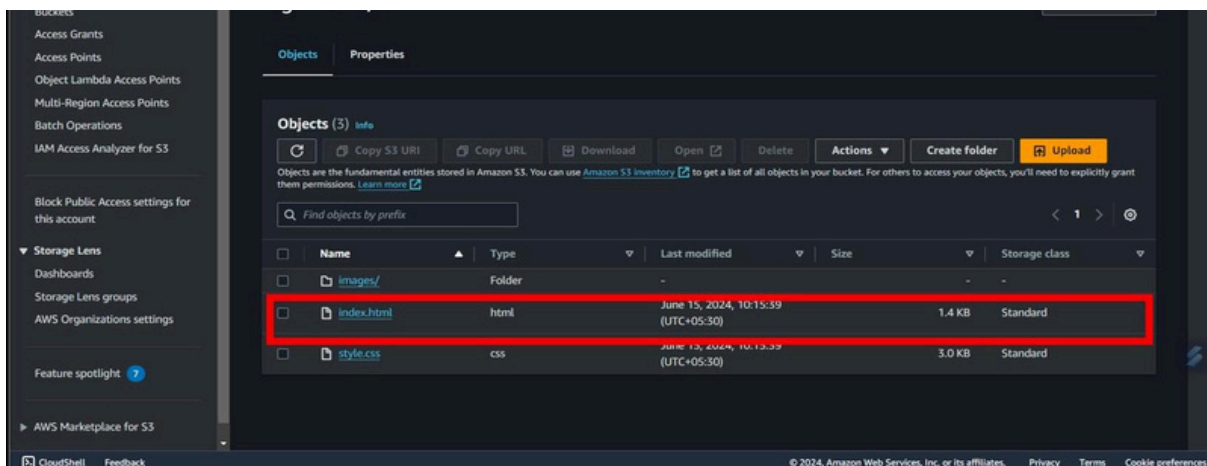 Buckets
Access Grants
Access Points
Object Lambda Access Points
Multi-Region Access Points
Batch Operations
IAM Access Analyzer for S3
Block Public Access settings for
this account
Storage Lens
Dashboards
Storage Lens groups
AWS Organizations settings
Feature spotlight 7
AWS Marketplace for S3
Objects Properties
Objects (3) Info
Copy S3 URI Copy URL Download Open Delete Actions Create folder Upload
Objects are the fundamental entities stored in Amazon S3. You can use Amazon S3 inventory to get a list of all objects in your bucket. For others to access your objects, you'll need to explicitly grant
them permissions. Learn more
Find objects by prefix
1
Name Type Last modified Size Storage class
images/ Folder - - -
index.html html June 15, 2024, 10:15:39
(UTC+05:30) 1.4 KB Standard
style.css css June 15, 2024, 10:15:39
(UTC+05:30) 3.0 KB Standard
CloudShell Feedback © 2024, Amazon Web Services, Inc. or its affiliates. Privacy Terms Cookie preferences